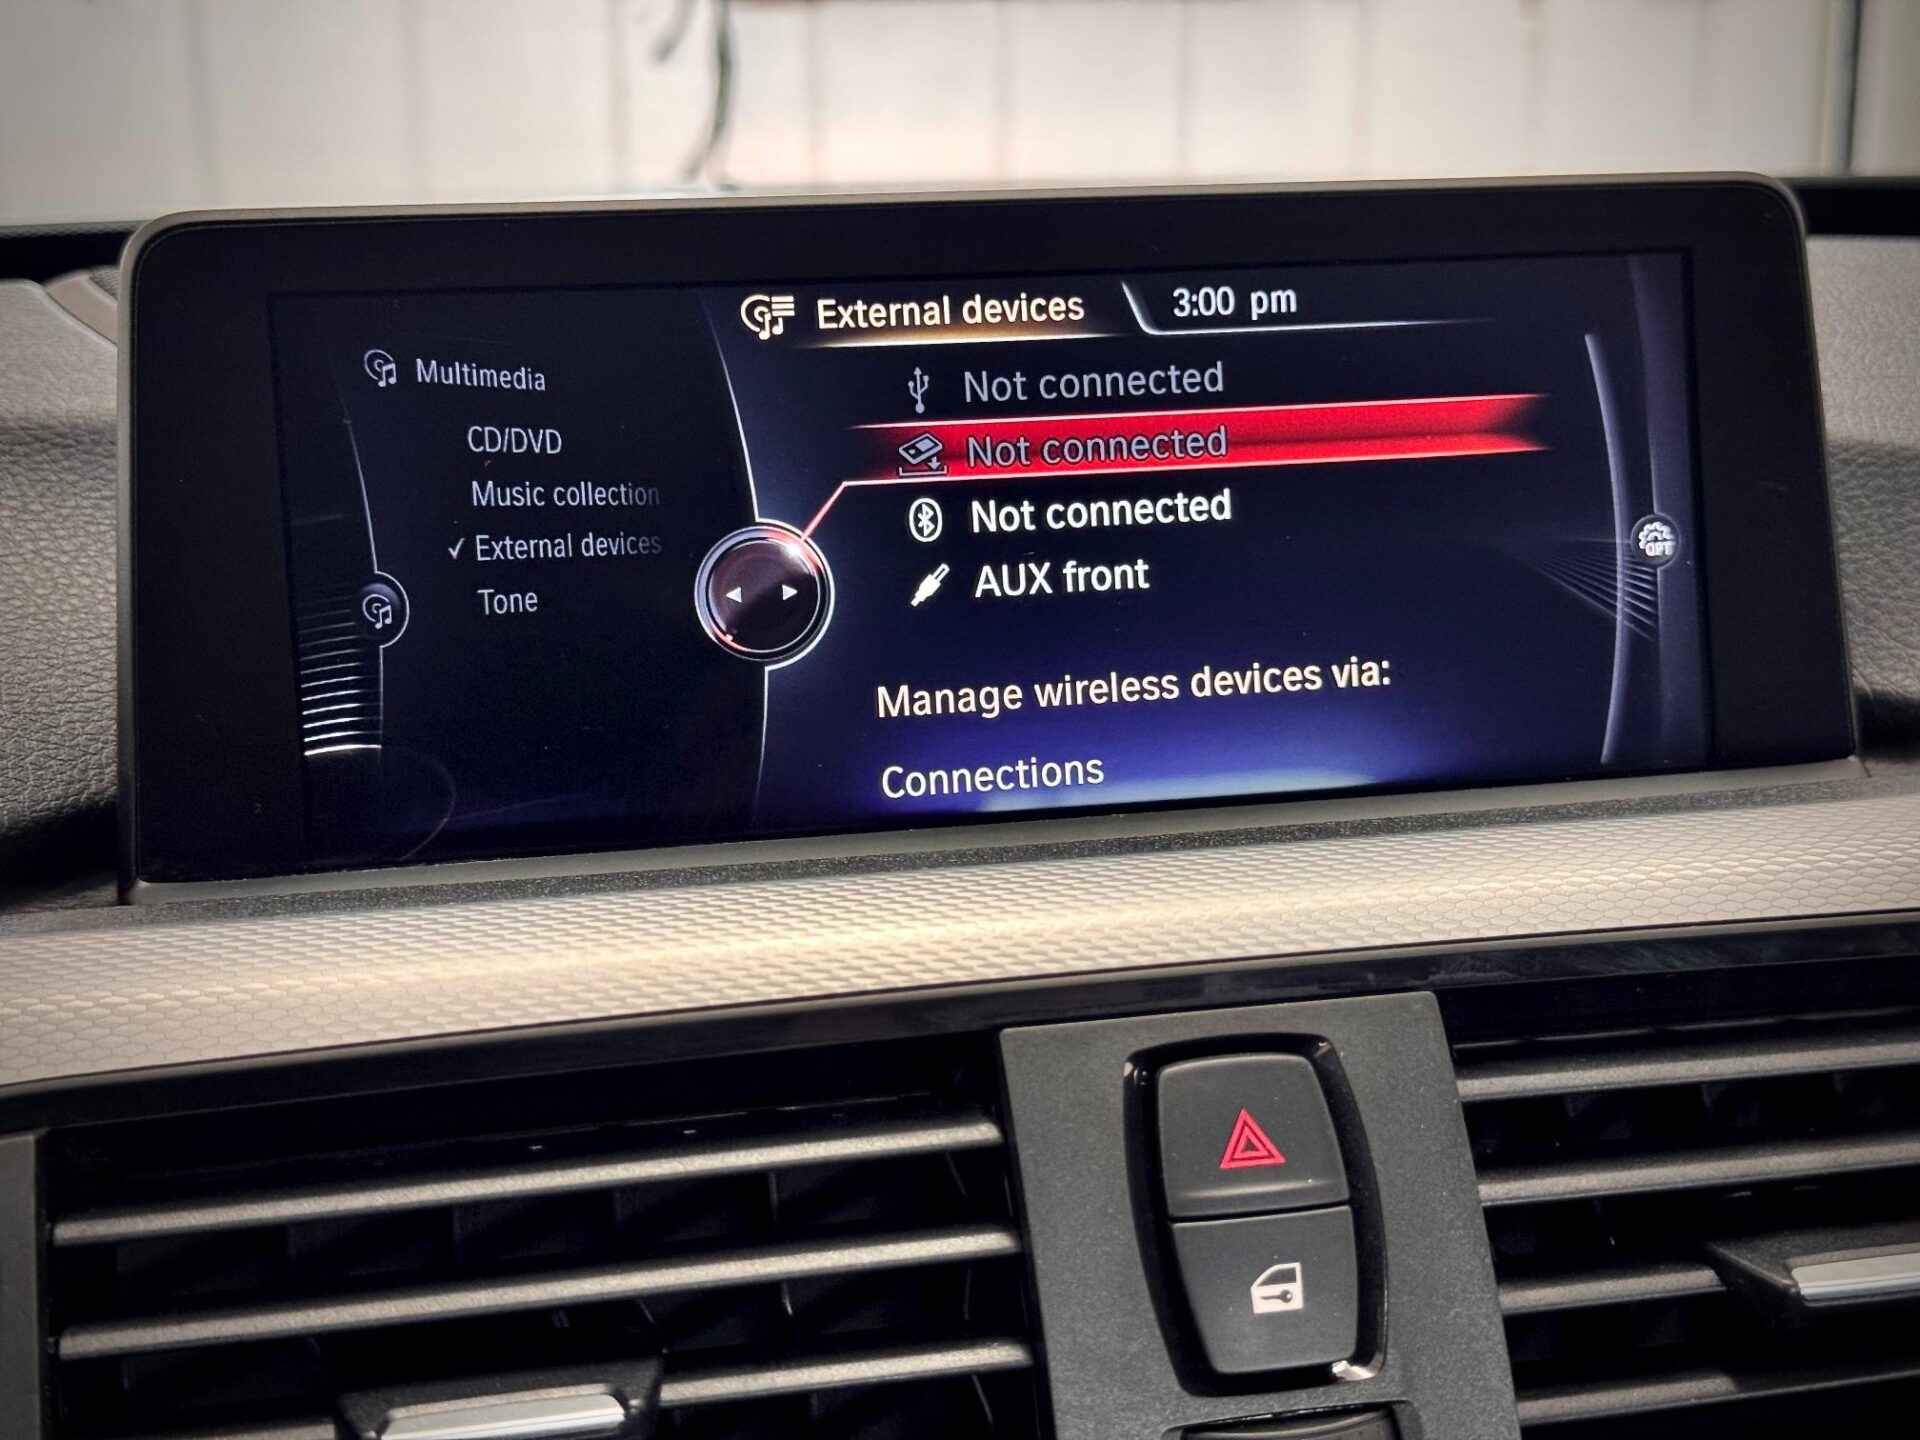 External devices
3:00 pm
Multimedia
CD/DVD
Music collection
External devices
Tone
Not connected
Not connected
Not connected
AUX front
Manage wireless devices via:
Connections
OPT